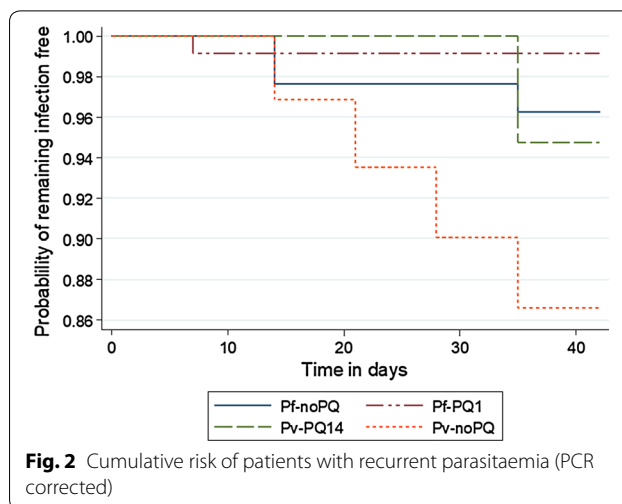 Probablility of remaining infection free
1.00
0.98
0.96
0.94
0.92
0.90
0.88
0.86
0 10 20 30 40
Time in days
Pf-noPQ Pf-PQ1
Pv-PQ14 Pv-noPQ
Fig. 2 Cumulative risk of patients with recurrent parasitaemia (PCR
corrected)